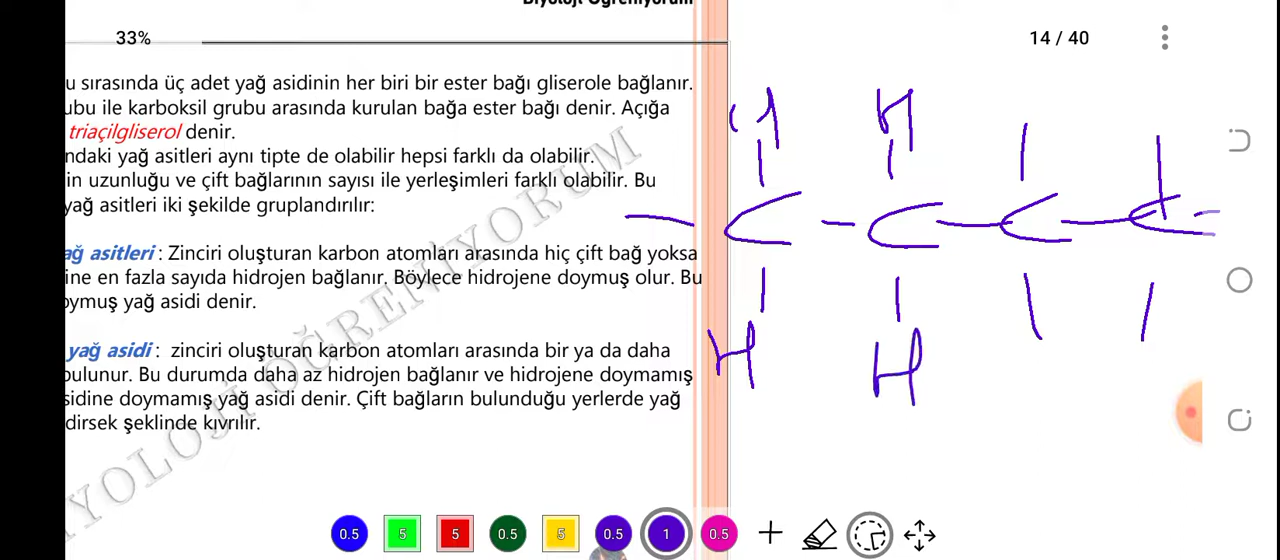 Biyoloji Öğreniyorum
33%
14 / 40
u sırasında üç adet yağ asidinin her biri bir ester bağı gliserole bağlanır.
ubu ile karboksil grubu arasında kurulan bağa ester bağı denir. Açığa
triaçilgliserol denir.
ndaki yağ asitleri aynı tipte de olabilir hepsi farklı da olabilir.
in uzunluğu ve çift bağlarının sayısı ile yerleşimleri farklı olabilir. Bu
yağ asitleri iki şekilde gruplandırılır:
ağ asitleri : Zinciri oluşturan karbon atomları arasında hiç çift bağ yoksa
ine en fazla sayıda hidrojen bağlanır. Böylece hidrojene doymuş olur. Bu
oymuş yağ asidi denir.
yağ asidi : zinciri oluşturan karbon atomları arasında bir ya da daha
bulunur. Bu durumda daha az hidrojen bağlanır ve hidrojene doymamış
sidine doymamış yağ asidi denir. Çift bağların bulunduğu yerlerde yağ
dirsek şeklinde kıvrılır.
İYOLOJİ ÖĞRENİYORUM
H H
C C C C
H H
0.5 5 5 0.5 5 0.5 1 0.5